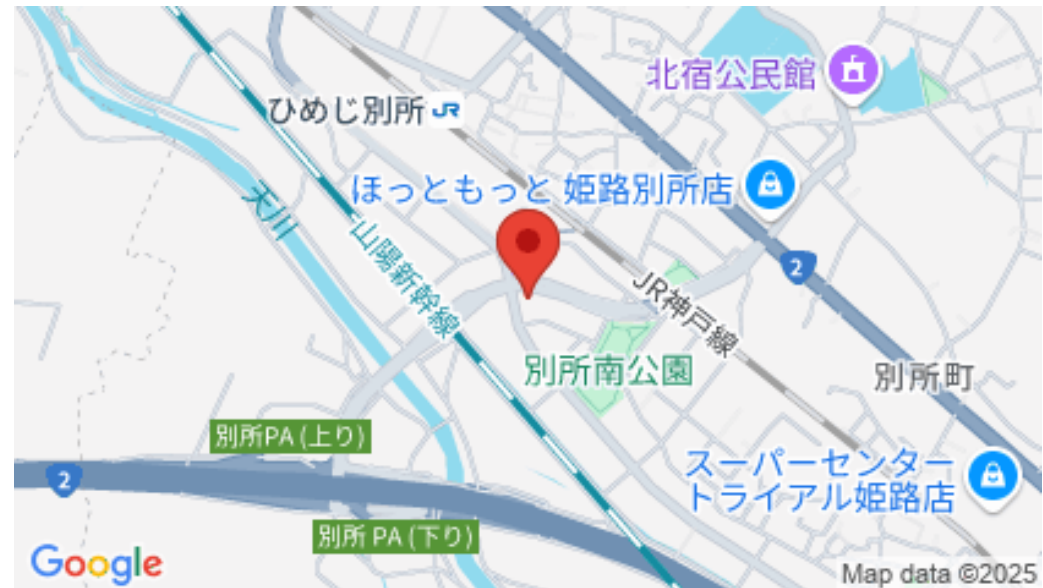 北宿公民館
ひめじ別所 JR
ほっともっと 姫路別所店
天川
山陽新幹線
2
JR神戸線
別所南公園
別所町
別所PA (上り)
2
スーパーセンター
トライアル姫路店
別所 PA (下り)
Google
Map data ©2025